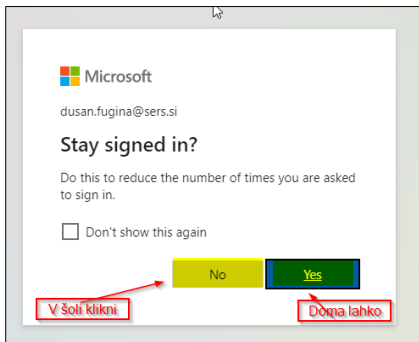 Microsoft
dusan.fugina@sers.si
Stay signed in?
Do this to reduce the number of times you are asked
to sign in.
Don't show this again
No
Yes
V šoli klikni
Doma lahko